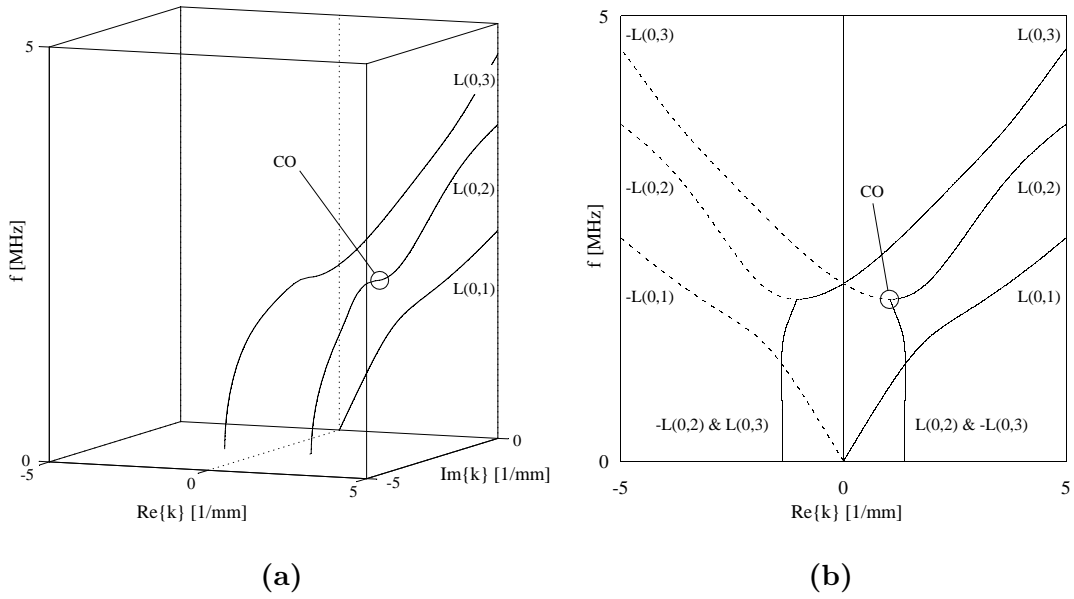 5
L(0,3)
CO
L(0,2)
f [MHz]
L(0,1)
0
-5
0
5
-5
0
Im{k} [1/mm]
Re{k} [1/mm]
(a)
5
-L(0,3)
L(0,3)
-L(0,2)
CO
L(0,2)
f [MHz]
-L(0,1)
L(0,1)
-L(0,2) & L(0,3)
L(0,2) & -L(0,3)
0
-5
0
5
Re{k} [1/mm]
(b)